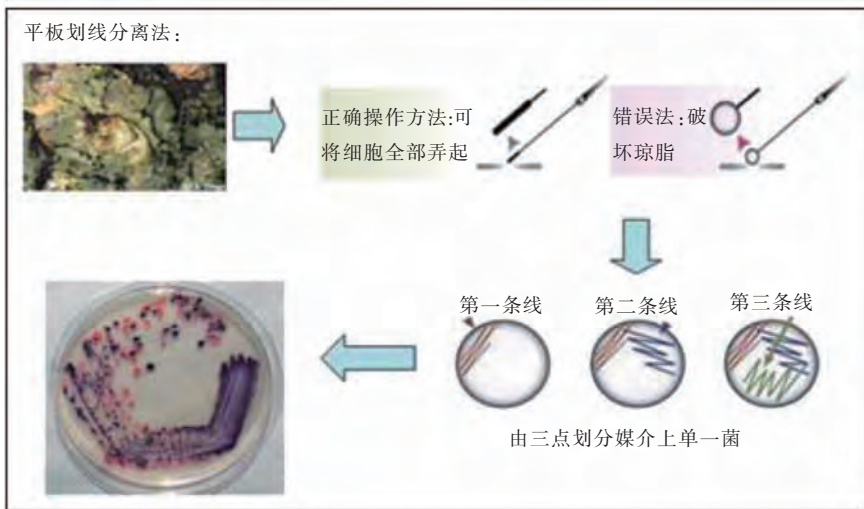 平板划线分离法:
正确操作方法:可
将细胞全部弄起
错误法:破
坏琼脂
第一条线
第二条线
第三条线
由三点划分媒介上单一菌